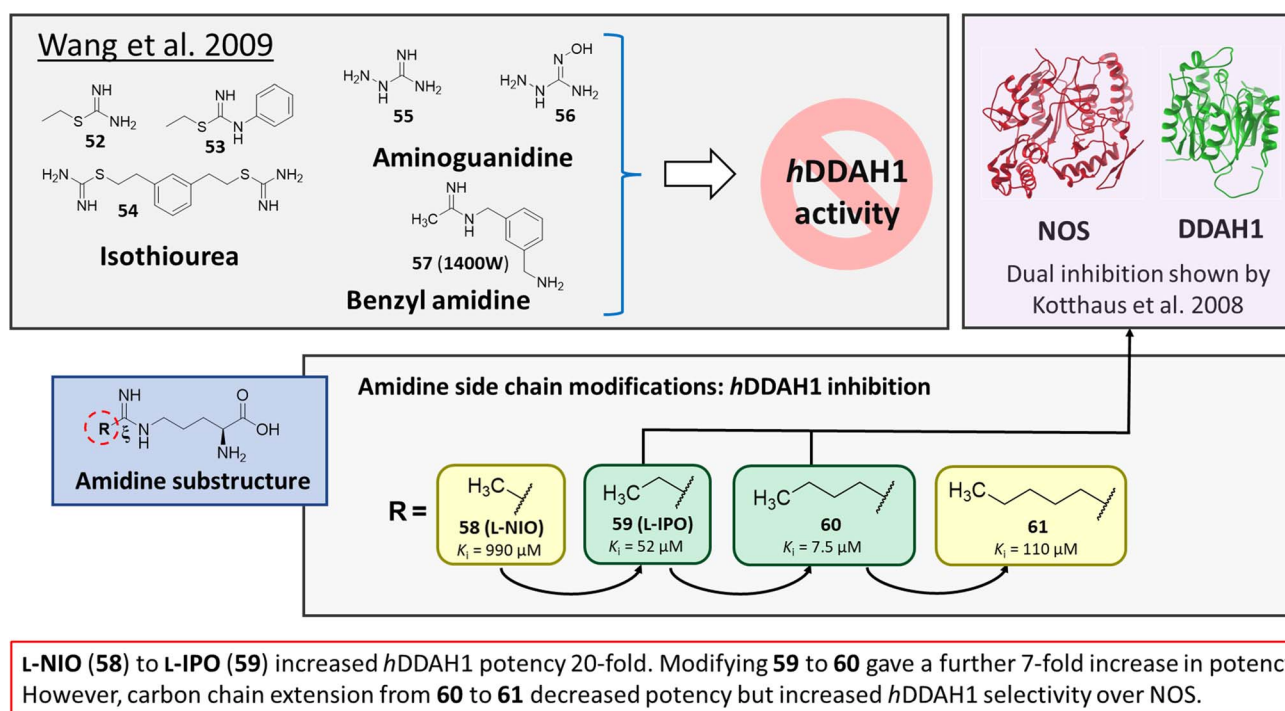 Wang et al. 2009
NH
S
NH2
52
NH
S
N
H
53
H2N
S
NH
S
NH2
NH
54
Isothiourea
NH
H2N
N
H
NH2
55
N
OH
H2N
N
H
NH2
56
Aminoguanidine
NH
H3C
N
H
57 (1400W)
NH2
Benzyl amidine
hDDAH1
activity
NOS
DDAH1
Dual inhibition shown by
Kotthaus et al. 2008
NH
O
R
N
H
OH
NH2
Amidine substructure
Amidine side chain modifications: hDDAH1 inhibition
R =
H3C
58 (L-NIO)
Ki = 990 µM
H3C
59 (L-IPO)
Ki = 52 µM
H3C
60
Ki = 7.5 µM
H3C
61
Ki = 110 µM
L-NIO (58) to L-IPO (59) increased hDDAH1 potency 20-fold. Modifying 59 to 60 gave a further 7-fold increase in potenc
However, carbon chain extension from 60 to 61 decreased potency but increased hDDAH1 selectivity over NOS.